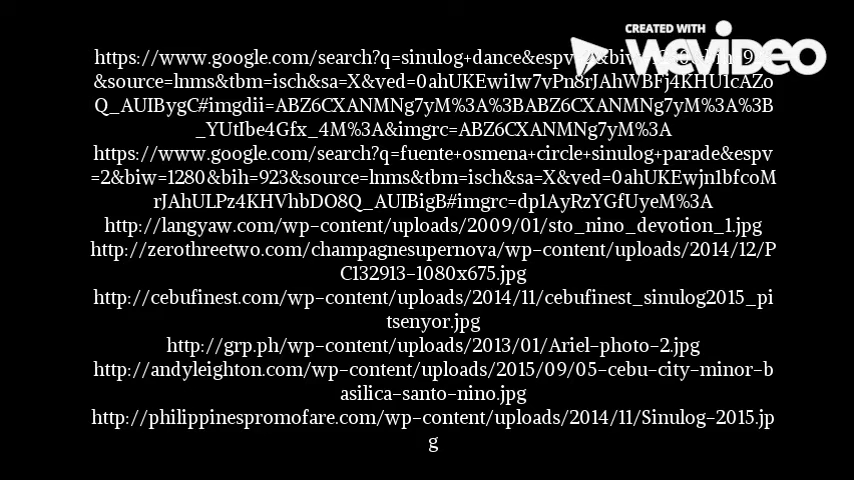 CREATED WITH
WeVideo
https://www.google.com/search?q=sinulog+dance&espv
&source=lnms&tbm=isch&sa=X&ved=0ahUKEwi1w7vPn8rJAhWBFj4KHU1cAZo
Q_AUIBygC#imgdii=ABZ6CXANMNg7yM%3A%3BABZ6CXANMNg7yM%3A%3B
_YUtIbe4Gfx_4M%3A&imgrc=ABZ6CXANMNg7yM%3A
https://www.google.com/search?q=fuente+osmena+circle+sinulog+parade&espv
=2&biw=1280&bih=923&source=lnms&tbm=isch&sa=X&ved=0ahUKEwjn1bfcoM
rJAhULPz4KHVhbDO8Q_AUIBigB#imgrc=dp1AyRzYGfUyeM%3A
http://langyaw.com/wp-content/uploads/2009/01/sto_nino_devotion_1.jpg
http://zerothreetwo.com/champagnesupernova/wp-content/uploads/2014/12/P
C132913-1080x675.jpg
http://cebufinest.com/wp-content/uploads/2014/11/cebufinest_sinulog2015_pi
tsenyor.jpg
http://grp.ph/wp-content/uploads/2013/01/Ariel-photo-2.jpg
http://andyleighton.com/wp-content/uploads/2015/09/05-cebu-city-minor-b
asilica-santo-nino.jpg
http://philippinespromofare.com/wp-content/uploads/2014/11/Sinulog-2015.jp
g